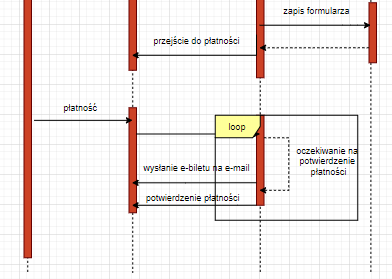 zapis formularza
przejście do płatności
płatność
loop
oczekiwanie na
potwierdzenie
płatności
wysłanie e-biletu na e-mail
potwierdzenie płatności